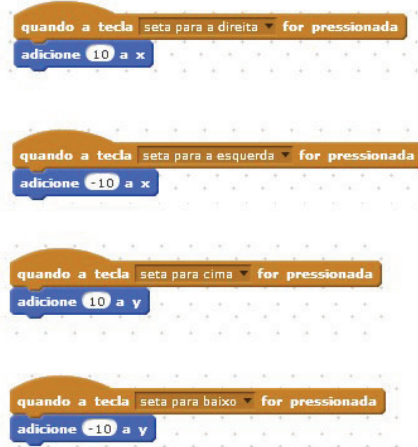 quando a tecla seta para a direita for pressionada
adicione 10 a x
quando a tecla seta para a esquerda for pressionada
adicione -10 a x
quando a tecla seta para cima for pressionada
adicione 10 a y
quando a tecla seta para baixo for pressionada
adicione -10 a y